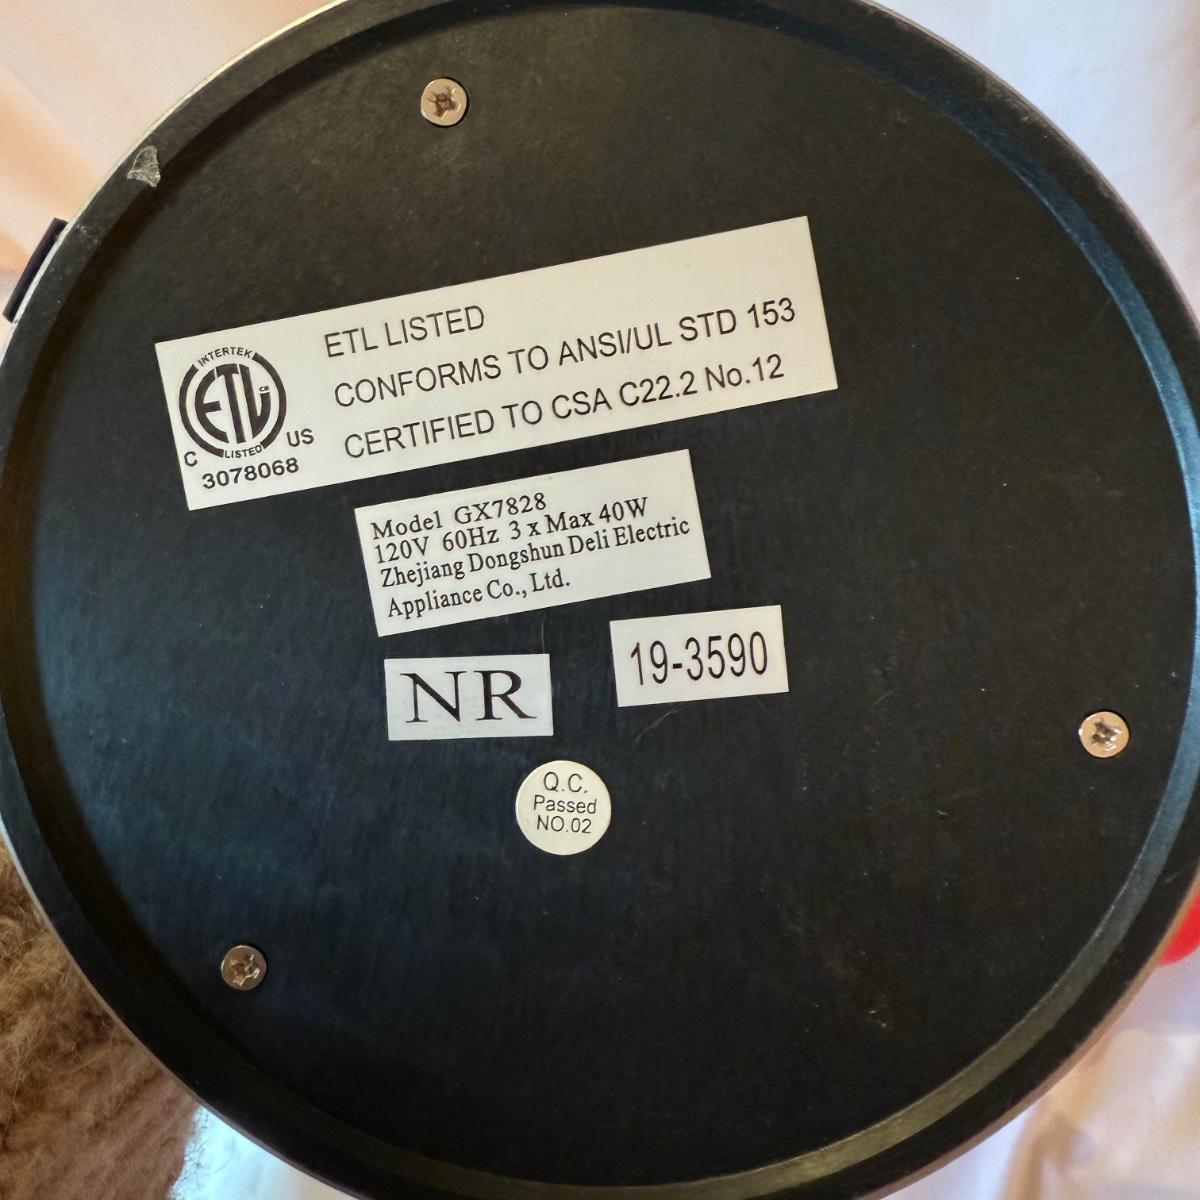 INTERTEK
ETL
CM
LISTED
C US
3078068
ETL LISTED
CONFORMS TO ANSI/UL STD 153
CERTIFIED TO CSA C22.2 No.12
Model GX7828
120V 60Hz 3 x Max 40W
Zhejiang Dongshun Deli Electric
Appliance Co., Ltd.
NR
19-3590
Q.C.
Passed
NO.02